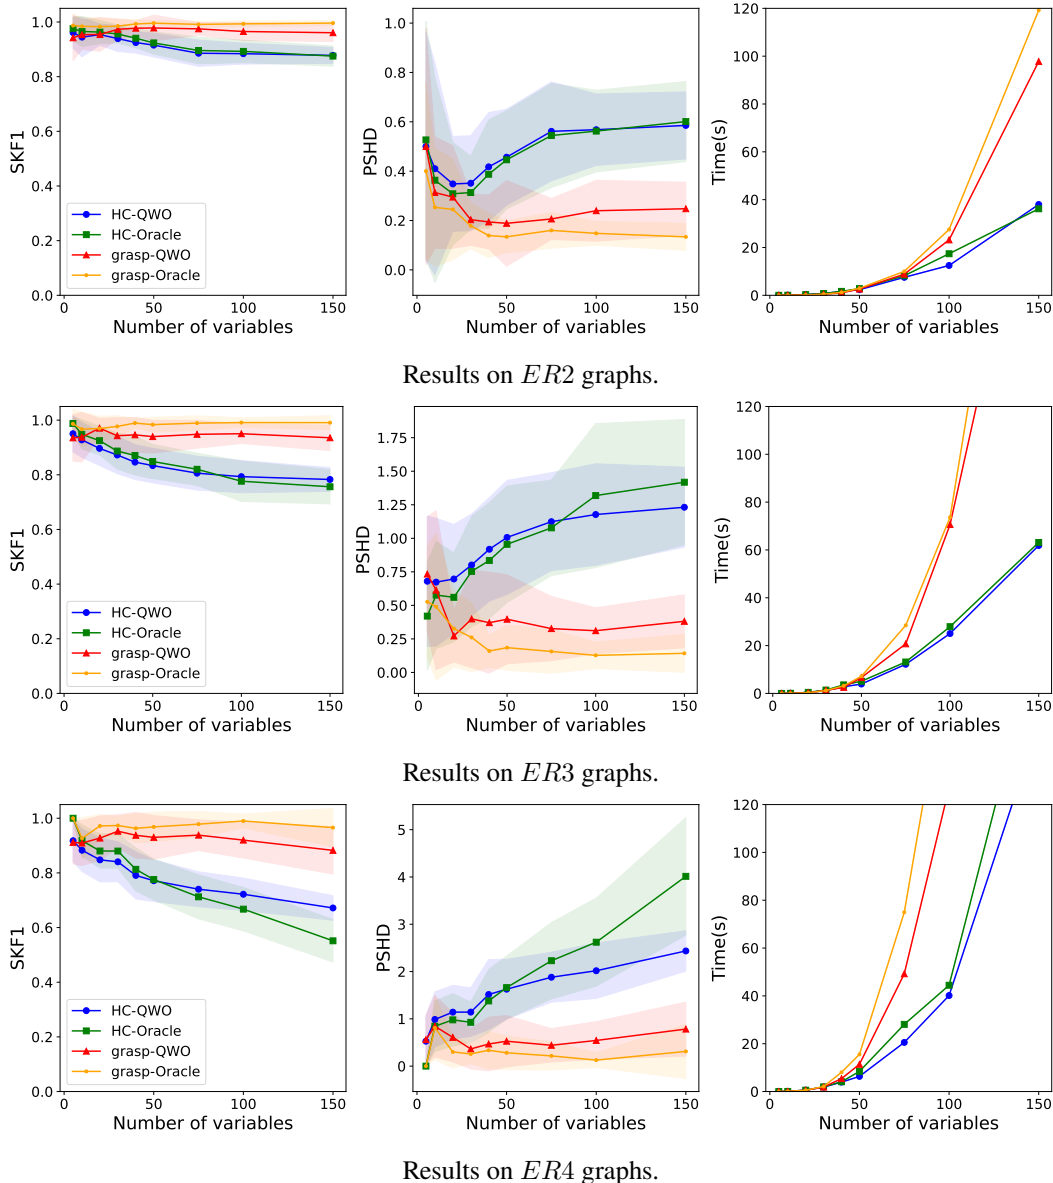 1.0
0.8
0.6
0.4
0.2
0.0
SKF1
HC-QWO
HC-Oracle
grasp-QWO
grasp-Oracle
0 50 100 150
Number of variables
1.0
0.8
0.6
0.4
0.2
0.0
PSHD
0 50 100 150
Number of variables
120
100
80
60
40
20
0
Time(s)
0 50 100 150
Number of variables
Results on ER2 graphs.
1.0
0.8
0.6
0.4
0.2
0.0
SKF1
HC-QWO
HC-Oracle
grasp-QWO
grasp-Oracle
0 50 100 150
Number of variables
1.75
1.50
1.25
1.00
0.75
0.50
0.25
0.00
PSHD
0 50 100 150
Number of variables
120
100
80
60
40
20
0
Time(s)
0 50 100 150
Number of variables
Results on ER3 graphs.
1.0
0.8
0.6
0.4
0.2
0.0
SKF1
HC-QWO
HC-Oracle
grasp-QWO
grasp-Oracle
0 50 100 150
Number of variables
5
4
3
2
1
0
PSHD
0 50 100 150
Number of variables
120
100
80
60
40
20
0
Time(s)
0 50 100 150
Number of variables
Results on ER4 graphs.